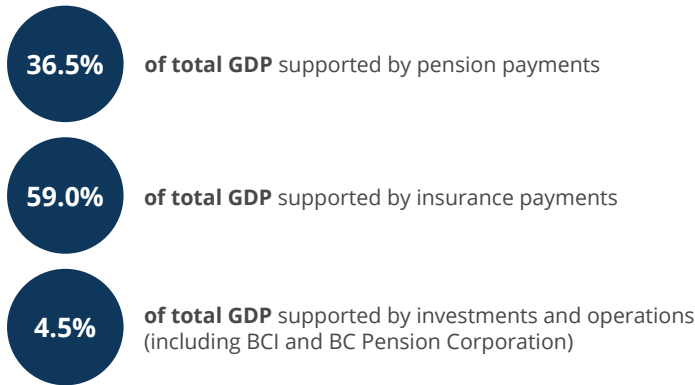 36.5%
of total GDP supported by pension payments
59.0%
of total GDP supported by insurance payments
4.5%
of total GDP supported by investments and operations
(including BCI and BC Pension Corporation)